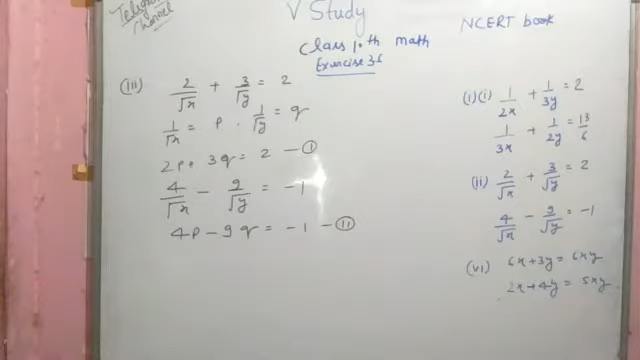 Telegram
channel
V Study
NCERT book
Class 10th math
Exercise 3.6
(iii) 2/√x + 3/√y = 2
1/√x = P . 1/√y = q
2P + 3q = 2 — (I)
4/√x − 9/√y = −1
4P − 9q = −1 − (II)
(i)(i) 1/2x + 1/3y = 2
1/3x + 1/2y = 13/6
(ii) 2/√x + 3/√y = 2
4/√x − 9/√y = −1
(vi) 6x+3y = 6xy
2x+4y = 5xy